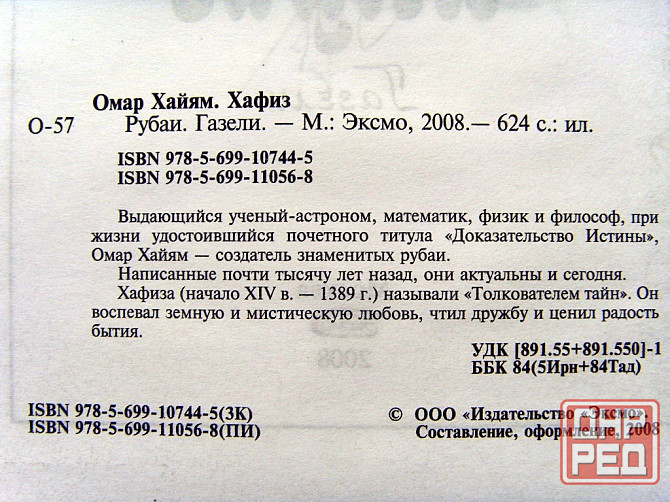 Омар Хайям. Хафиз
О-57 Рубаи. Газели. — М.: Эксмо, 2008.— 624 с.: ил.
ISBN 978-5-699-10744-5
ISBN 978-5-699-11056-8
Выдающийся ученый-астроном, математик, физик и философ, при
жизни удостоившийся почетного титула «Доказательство Истины»,
Омар Хайям — создатель знаменитых рубаи.
Написанные почти тысячу лет назад, они актуальны и сегодня.
Хафиза (начало XIV в. — 1389 г.) называли «Толкователем тайн». Он
воспевал земную и мистическую любовь, чтил дружбу и ценил радость
бытия.
УДК [891.55+891.550]-1
ББК 84(5Ирн+84Тад)
ISBN 978-5-699-10744-5(ЗК)
ISBN 978-5-699-11056-8(ПИ)
© ООО «Издательство «Эксмо».
Составление, оформление, 2008
РЕД